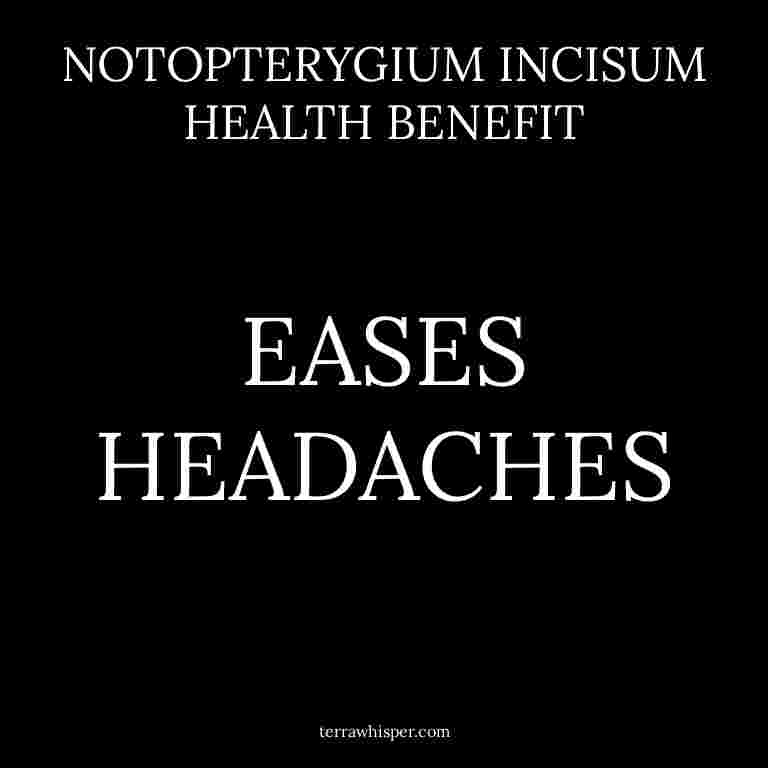 NOTOPTERYGIUM INCISUM
HEALTH BENEFIT
EASES
HEADACHES
terrawhisper.com